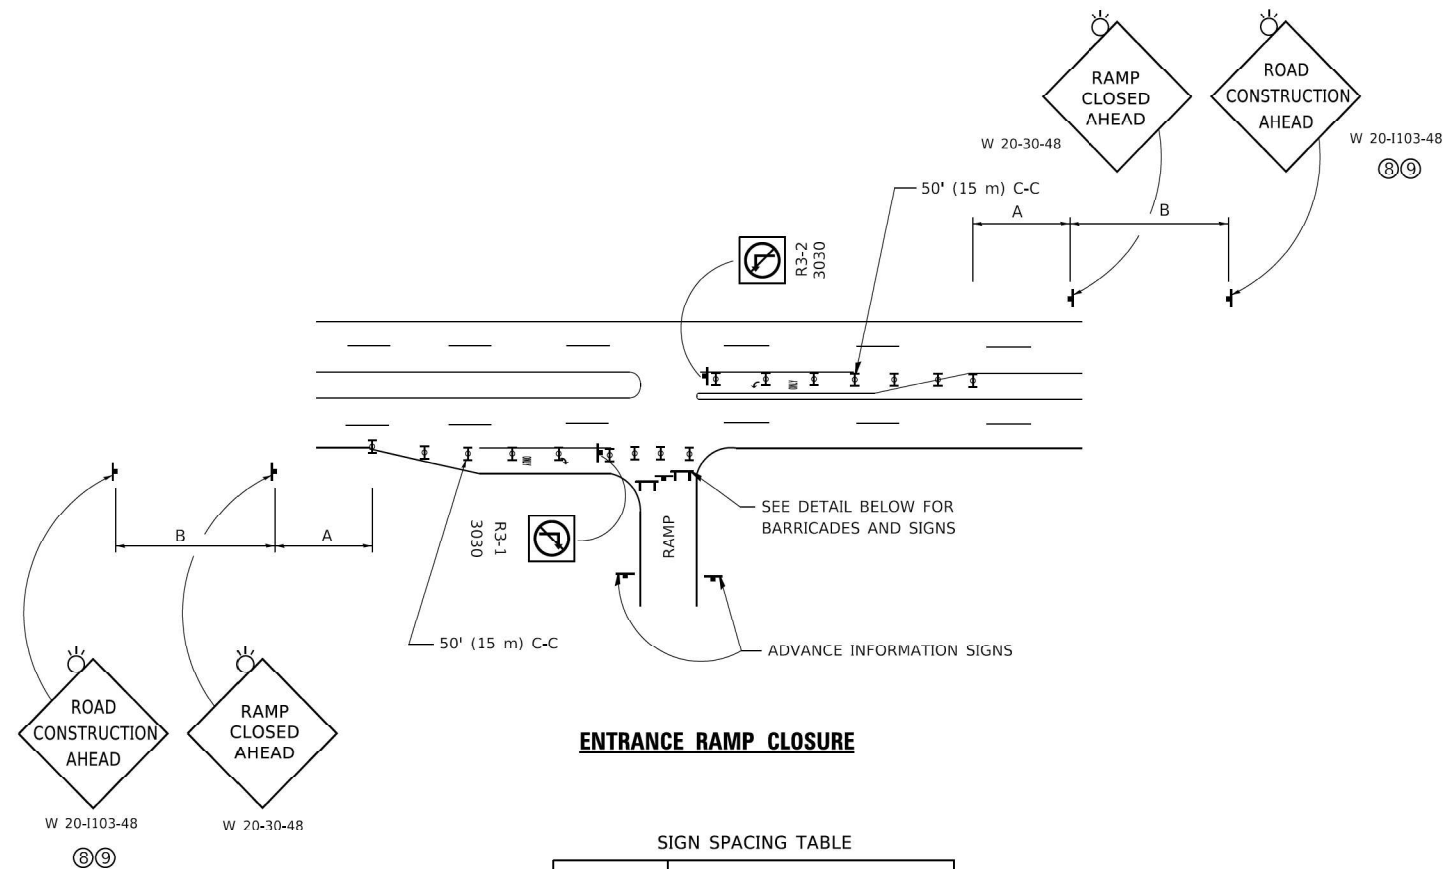 RAMP
CLOSED
AHEAD
ROAD
CONSTRUCTION
AHEAD
W 20-30-48
W 20-I103-48
⑧⑨
50' (15 m) C-C
A
B
R3-2
3030
ONLY
ONLY
B
A
R3-1
3030
RAMP
SEE DETAIL BELOW FOR
BARRICADES AND SIGNS
50' (15 m) C-C
ADVANCE INFORMATION SIGNS
ROAD
CONSTRUCTION
AHEAD
RAMP
CLOSED
AHEAD
W 20-I103-48
W 20-30-48
⑧⑨
ENTRANCE RAMP CLOSURE
SIGN SPACING TABLE